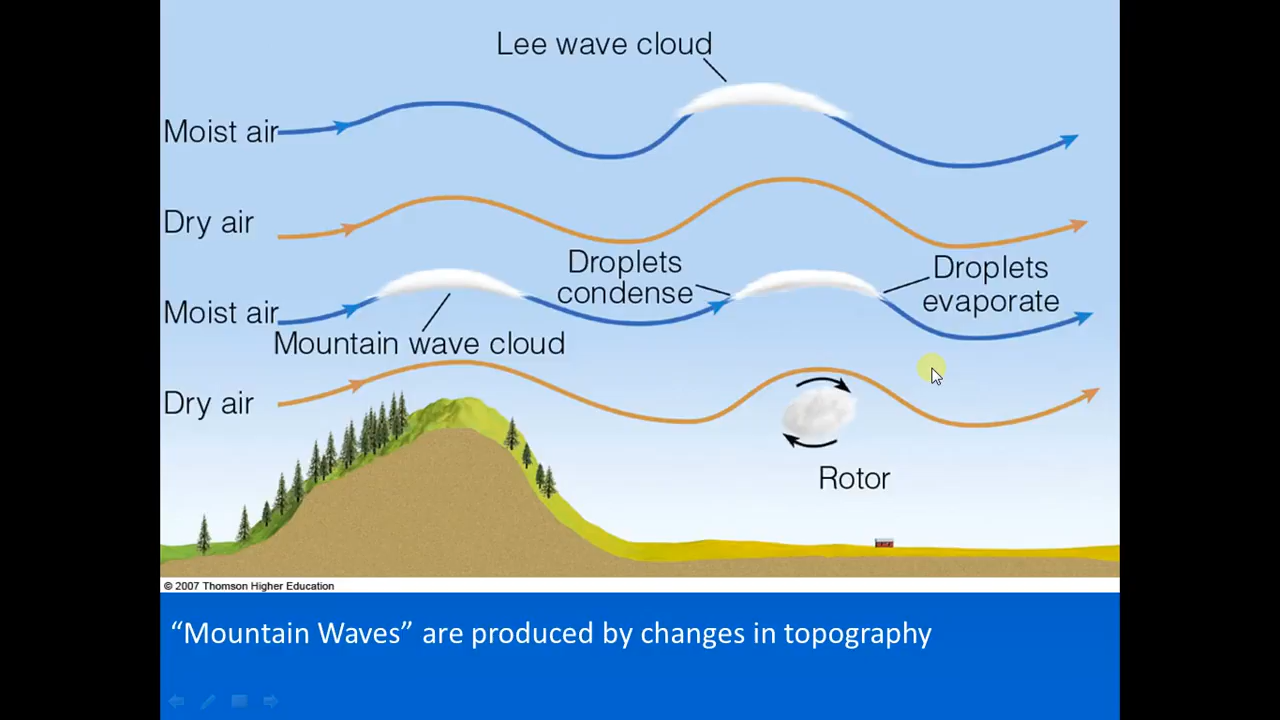 Lee wave cloud
Moist air
Dry air
Droplets
condense
Droplets
evaporate
Moist air
Mountain wave cloud
Dry air
Rotor
© 2007 Thomson Higher Education
“Mountain Waves” are produced by changes in topography